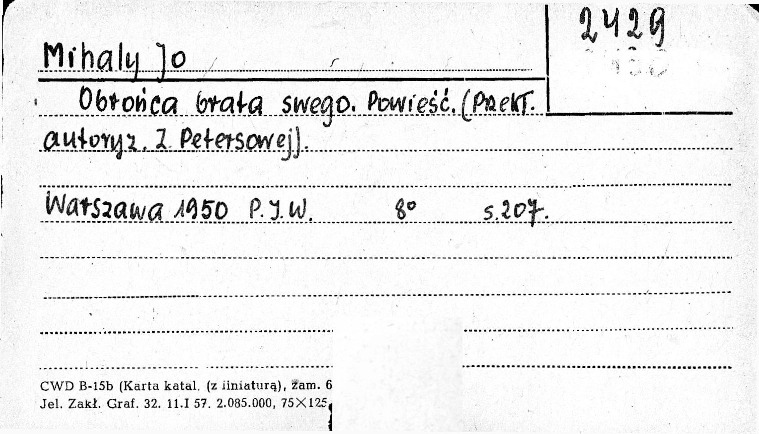 2429
Mihaly Jo
Obrońca brata swego. Powieść. (Przekł.
autoryz. Z Petersowej).
Warszawa 1950 P.I.W. 8° s.207.
CWD B-15b (Karta katal. (z liniaturą), Zam. 6
Jel. Zakł. Graf. 32. 11.I 57. 2.085.000, 75×125